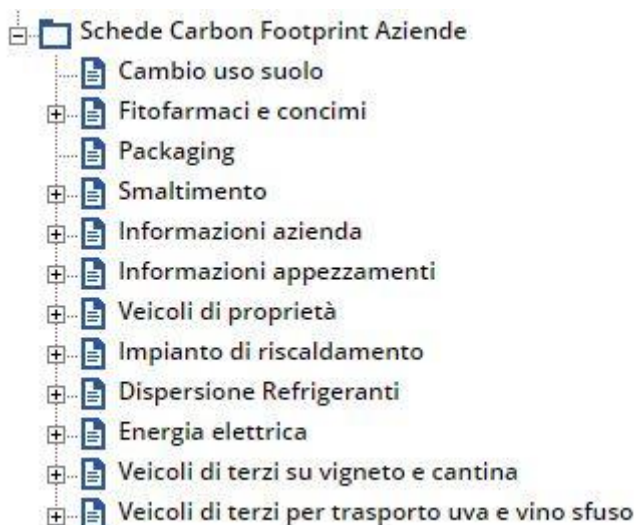 Schede Carbon Footprint Aziende
Cambio uso suolo
Fitofarmaci e concimi
Packaging
Smaltimento
Informazioni azienda
Informazioni appezzamenti
Veicoli di proprietà
Impianto di riscaldamento
Dispersione Refrigeranti
Energia elettrica
Veicoli di terzi su vigneto e cantina
Veicoli di terzi per trasporto uva e vino sfuso